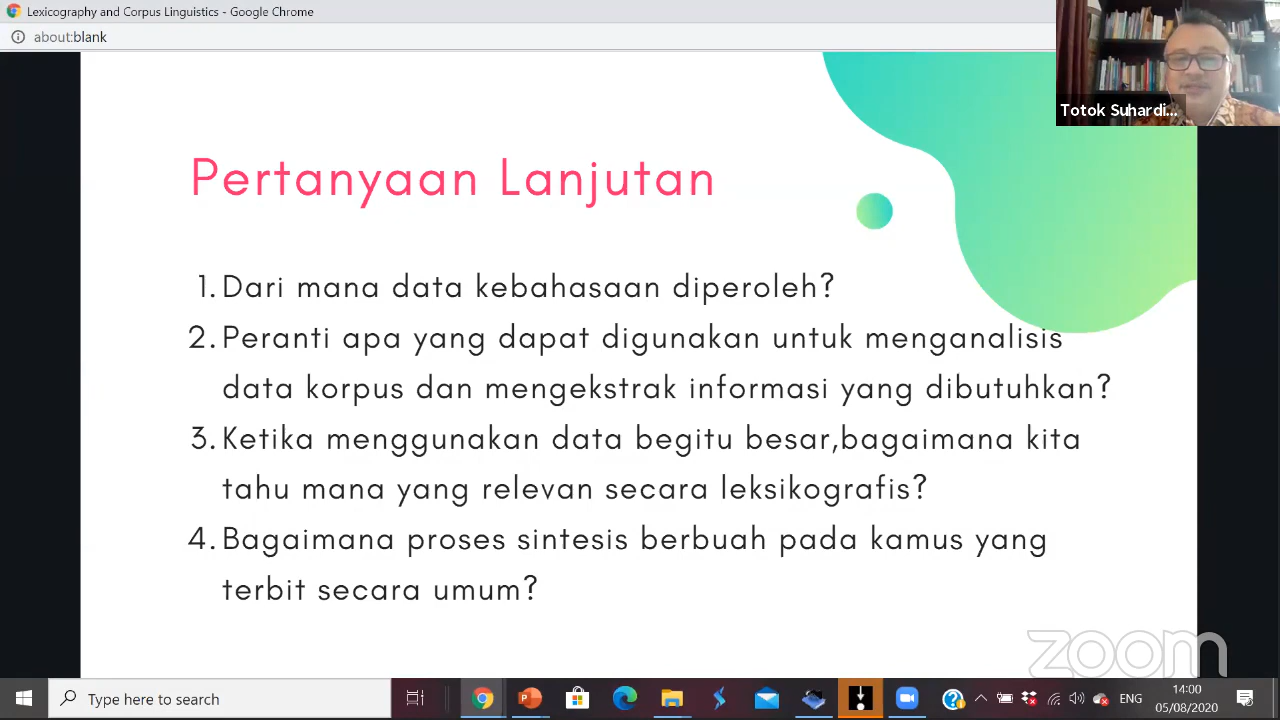 Lexicography and Corpus Linguistics - Google Chrome
about:blank
Totok Suhardi...
Pertanyaan Lanjutan
1. Dari mana data kebahasaan diperoleh?
2. Peranti apa yang dapat digunakan untuk menganalisis
data korpus dan mengekstrak informasi yang dibutuhkan?
3. Ketika menggunakan data begitu besar,bagaimana kita
tahu mana yang relevan secara leksikografis?
4. Bagaimana proses sintesis berbuah pada kamus yang
terbit secara umum?
zoom
Type here to search
ENG
14:00
05/08/2020